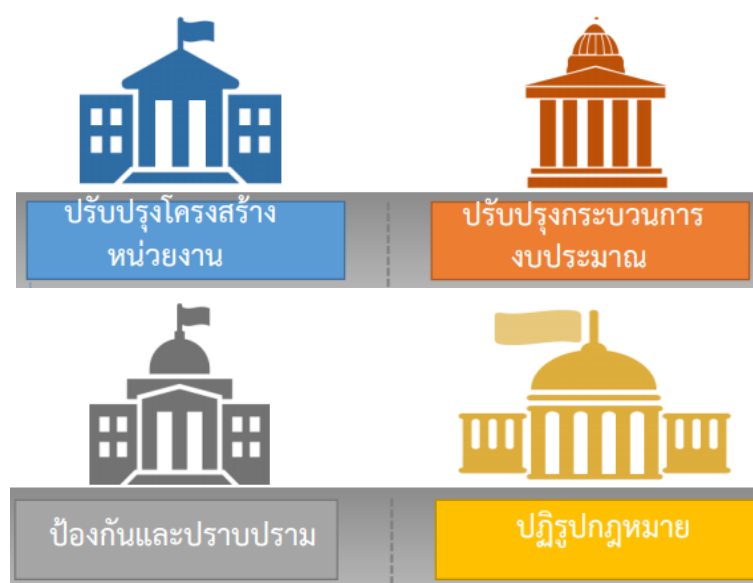 ปรับปรุงโครงสร้าง
หน่วยงาน
ปรับปรุงกระบวนการ
งบประมาณ
ป้องกันและปราบปราม
ปฏิรูปกฎหมาย